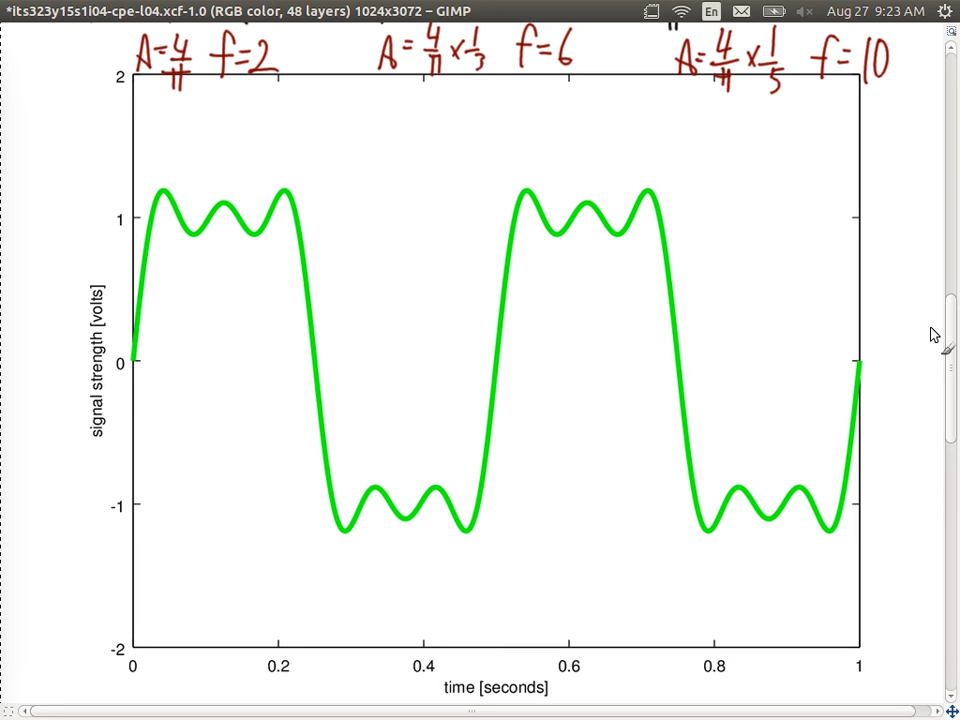 *its323y15s1i04-cpe-l04.xcf-1.0 (RGB color, 48 layers) 1024x3072 – GIMP En Aug 27 9:23 AM
A=4/π f=2 A=4/π×1/3 f=6 A=4/π×1/5 f=10
2
1
0
-1
-2
signal strength [volts]
0 0.2 0.4 0.6 0.8 1
time [seconds]